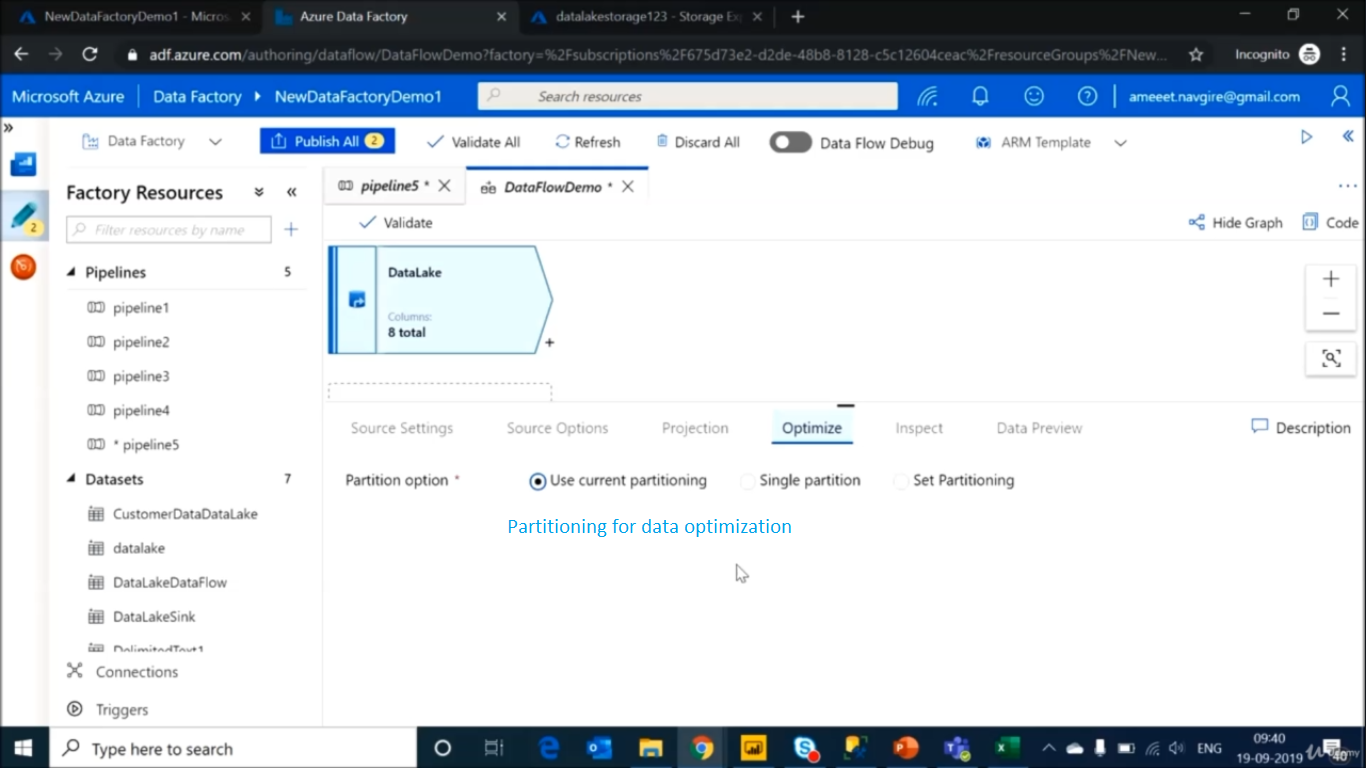 NewDataFactoryDemo1 - Micros
Azure Data Factory
datalakestorage123 - Storage Exp
adf.azure.com/authoring/dataflow/DataFlowDemo?factory=%2Fsubscriptions%2F675d73e2-d2de-48b8-8128-c5c12604ceac%2FresourceGroups%2FNew...
Incognito
Microsoft Azure
Data Factory
NewDataFactoryDemo1
Search resources
ameeet.navgire@gmail.com
Data Factory
Publish All 2
Validate All
Refresh
Discard All
Data Flow Debug
ARM Template
Factory Resources
pipeline5 *
DataFlowDemo *
2
Filter resources by name
Validate
Hide Graph
Code
Pipelines 5
pipeline1
pipeline2
pipeline3
pipeline4
* pipeline5
Datasets 7
CustomerDataDataLake
datalake
DataLakeDataFlow
DataLakeSink
DelimitedText1
Connections
Triggers
DataLake
Columns:
8 total
Source Settings
Source Options
Projection
Optimize
Inspect
Data Preview
Description
Partition option *
Use current partitioning
Single partition
Set Partitioning
Partitioning for data optimization
Type here to search
ENG
09:40
19-09-2019
40